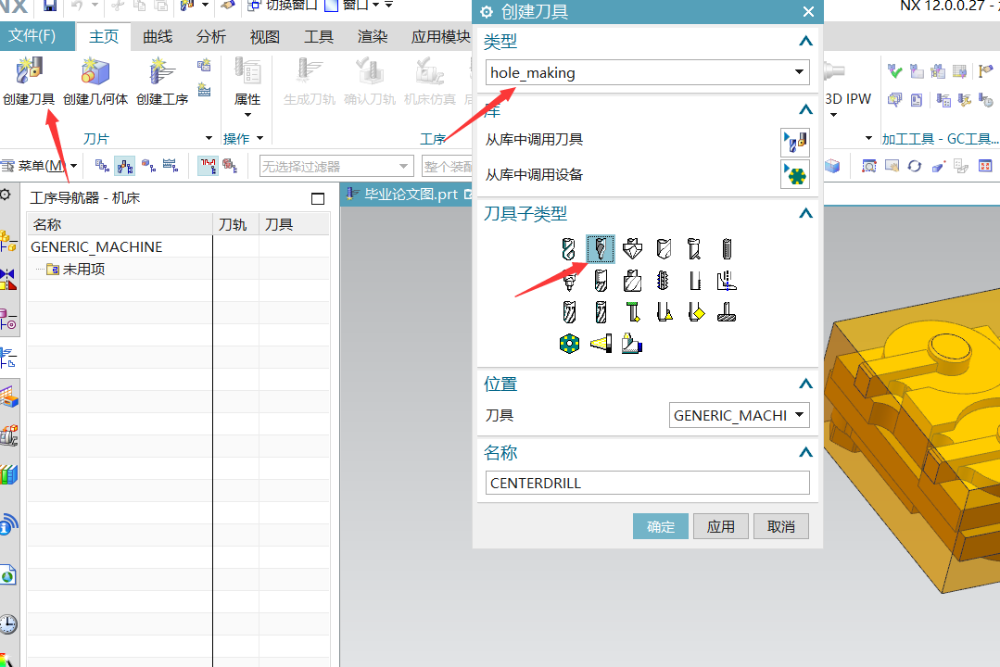 NX
切换窗口
窗口
NX 12.0.0.27 -
文件(F)
主页
曲线
分析
视图
工具
渲染
应用模块
创建刀具
创建几何体
创建工序
属性
生成刀轨
确认刀轨
机床仿真
3D IPW
刀片
操作
工序
加工工具 - GC工具...
菜单(M)
无选择过滤器
整个装配
工序导航器 - 机床
毕业论文图.prt
名称
刀轨
刀具
GENERIC_MACHINE
未用项
创建刀具
类型
hole_making
库
从库中调用刀具
从库中调用设备
刀具子类型
位置
刀具
GENERIC_MACHI
名称
CENTERDRILL
确定
应用
取消